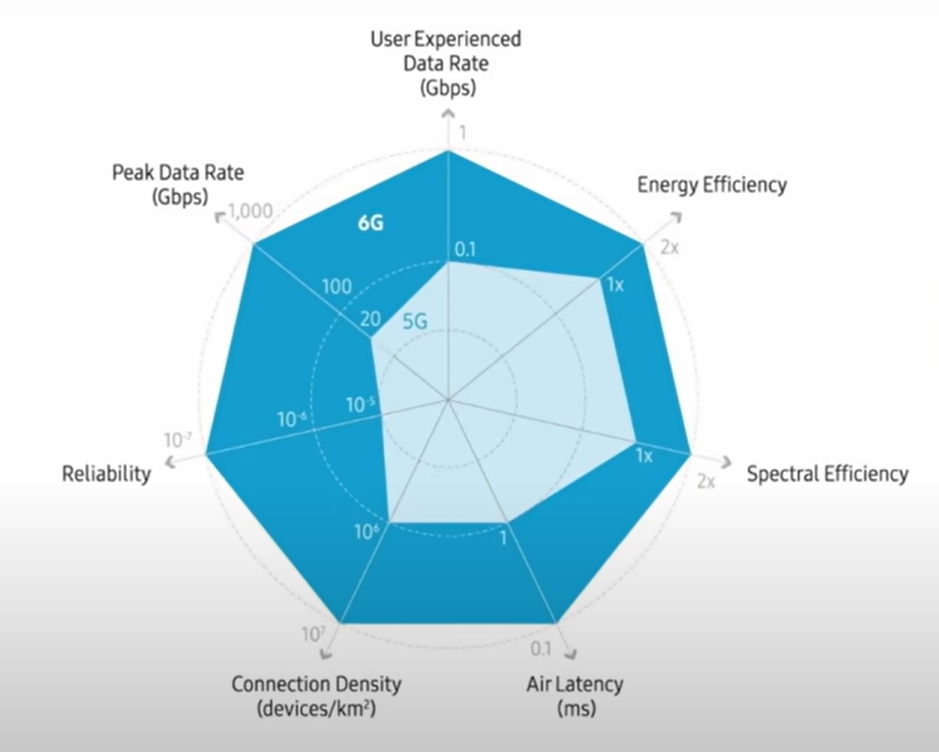 User Experienced
Data Rate
(Gbps)
1
Peak Data Rate
(Gbps)
1,000
Energy Efficiency
2x
6G
0.1
100
1x
20
5G
10⁻⁵
10⁻⁶
10⁻⁷
Reliability
1x
2x
Spectral Efficiency
10⁶
1
10⁷
0.1
Connection Density
(devices/km²)
Air Latency
(ms)